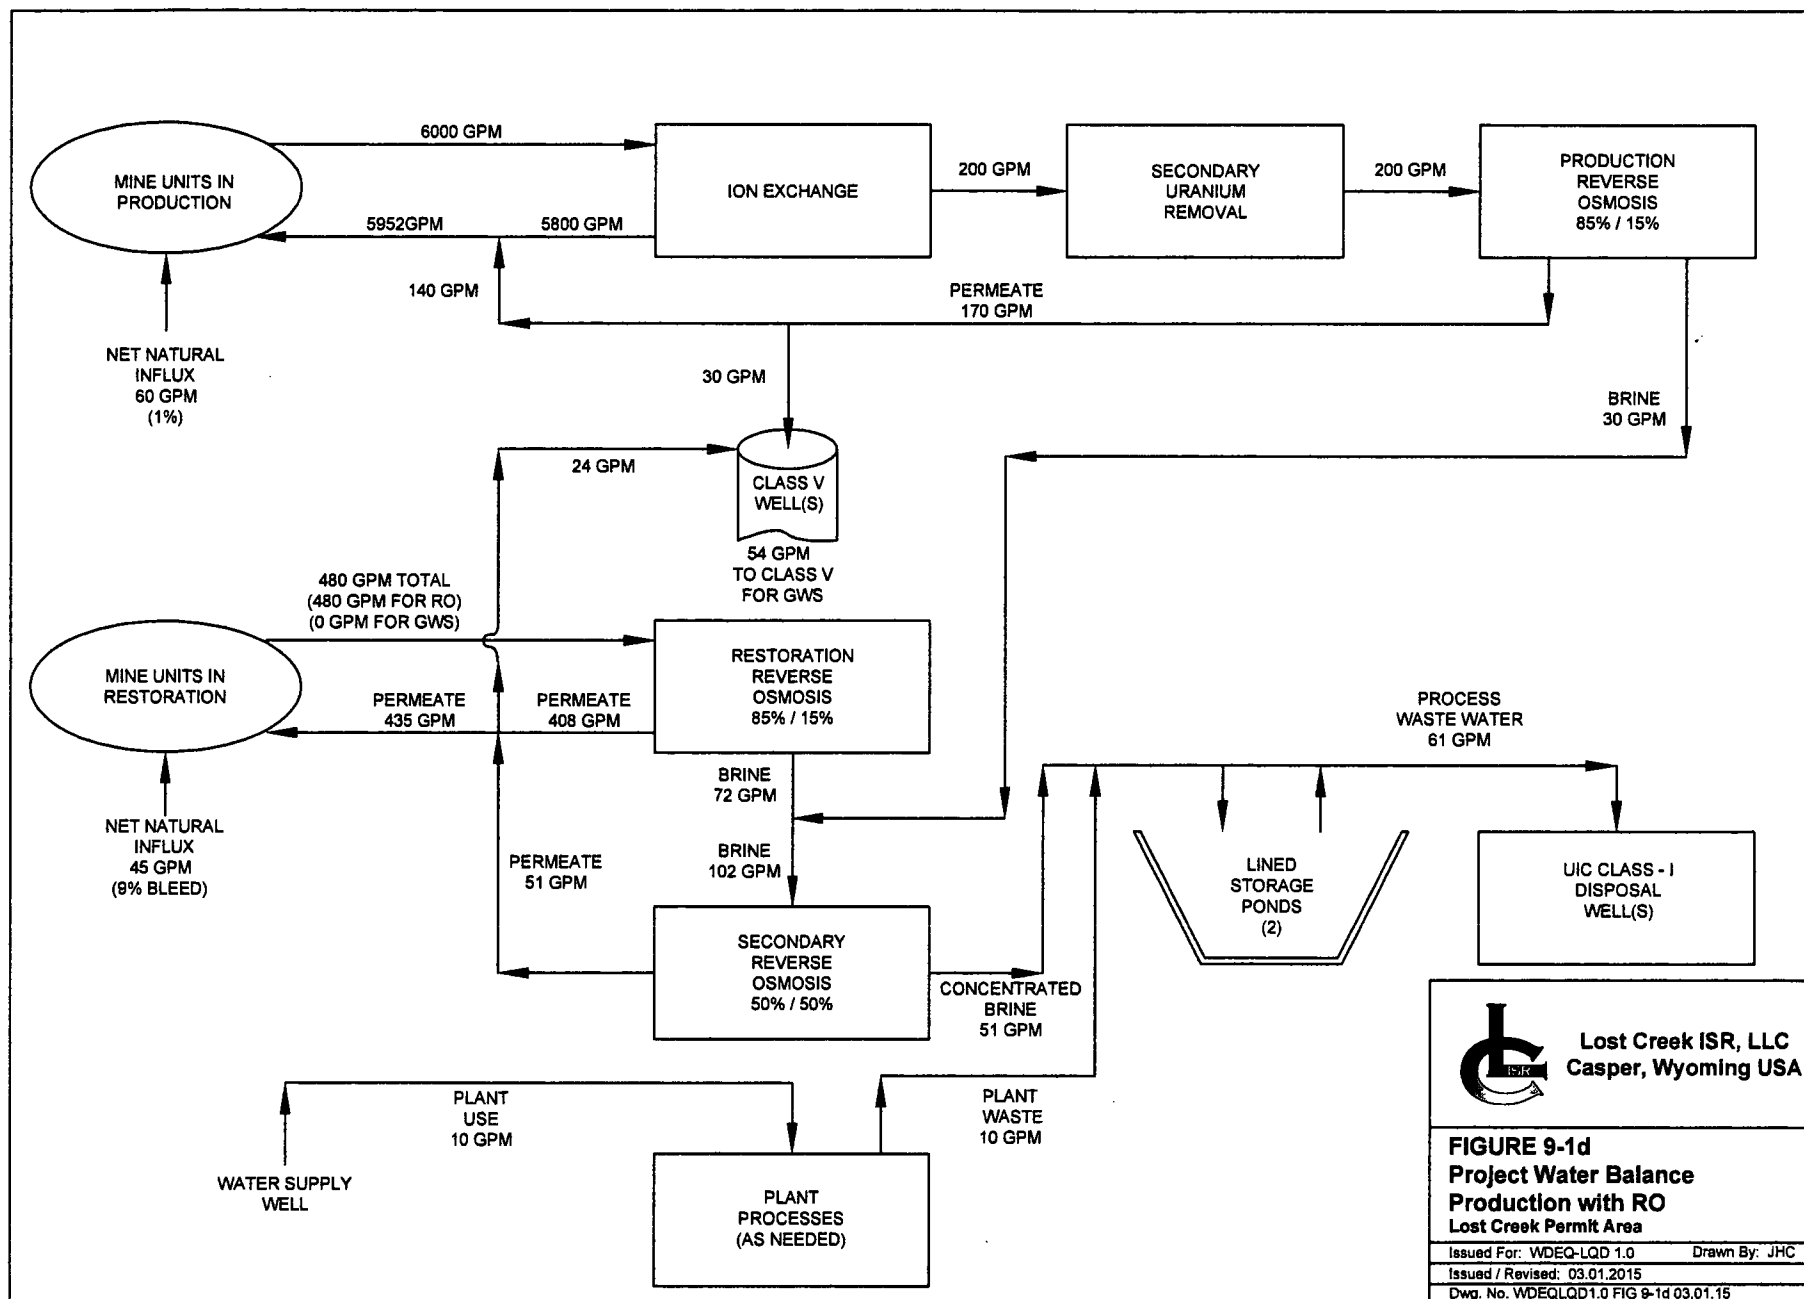 6000 GPM
MINE UNITS IN
PRODUCTION
ION EXCHANGE
200 GPM
SECONDARY
URANIUM
REMOVAL
200 GPM
PRODUCTION
REVERSE
OSMOSIS
85% / 15%
5952GPM
5800 GPM
140 GPM
PERMEATE
170 GPM
NET NATURAL
INFLUX
60 GPM
(1%)
30 GPM
BRINE
30 GPM
24 GPM
CLASS V
WELL(S)
54 GPM
TO CLASS V
FOR GWS
480 GPM TOTAL
(480 GPM FOR RO)
(0 GPM FOR GWS)
MINE UNITS IN
RESTORATION
RESTORATION
REVERSE
OSMOSIS
85% / 15%
PERMEATE
435 GPM
PERMEATE
408 GPM
PROCESS
WASTE WATER
61 GPM
BRINE
72 GPM
NET NATURAL
INFLUX
45 GPM
(9% BLEED)
PERMEATE
51 GPM
BRINE
102 GPM
LINED
STORAGE
PONDS
(2)
UIC CLASS - I
DISPOSAL
WELL(S)
SECONDARY
REVERSE
OSMOSIS
50% / 50%
CONCENTRATED
BRINE
51 GPM
PLANT
USE
10 GPM
PLANT
WASTE
10 GPM
WATER SUPPLY
WELL
PLANT
PROCESSES
(AS NEEDED)
LC ISR
Lost Creek ISR, LLC
Casper, Wyoming USA
FIGURE 9-1d
Project Water Balance
Production with RO
Lost Creek Permit Area
Issued For: WDEQ-LQD 1.0 Drawn By: JHC
Issued / Revised: 03.01.2015
Dwg. No. WDEQLQD1.0 FIG 9-1d 03.01.15